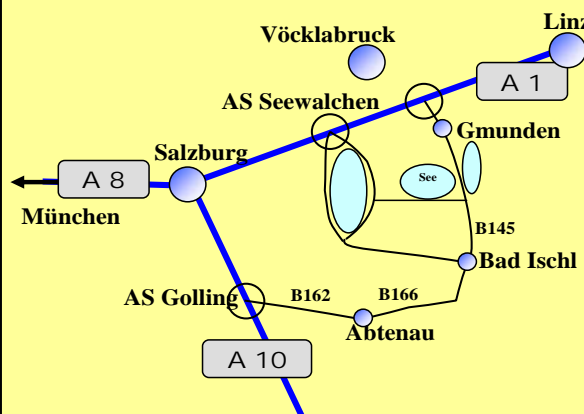 Linz
Vöcklabruck
A 1
AS Seewalchen
Gmunden
Salzburg
A 8
See
München
B145
Bad Ischl
AS Golling
B162
B166
Abtenau
A 10